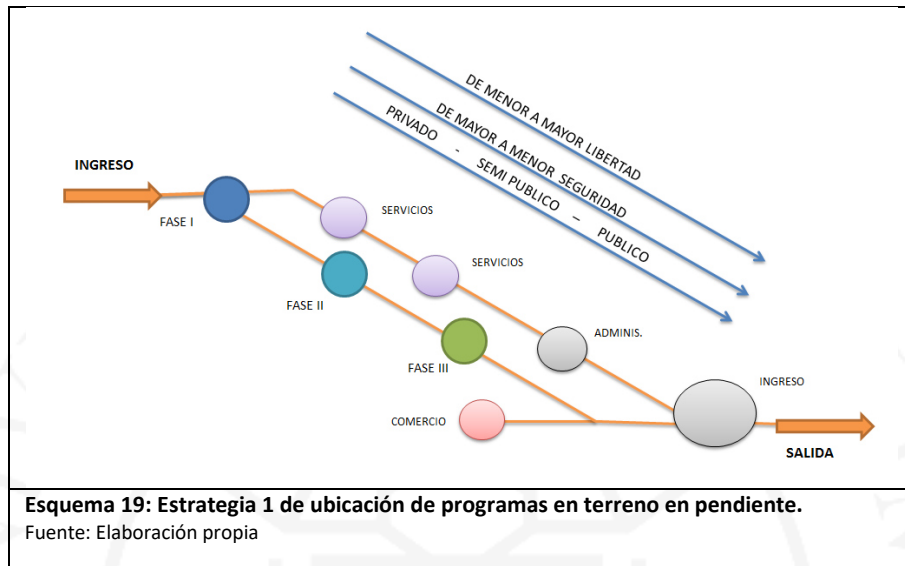 DE MENOR A MAYOR LIBERTAD
DE MAYOR A MENOR SEGURIDAD
PRIVADO - SEMI PUBLICO – PUBLICO
INGRESO
FASE I
SERVICIOS
SERVICIOS
FASE II
ADMINIS.
FASE III
INGRESO
COMERCIO
SALIDA
Esquema 19: Estrategia 1 de ubicación de programas en terreno en pendiente.
Fuente: Elaboración propia